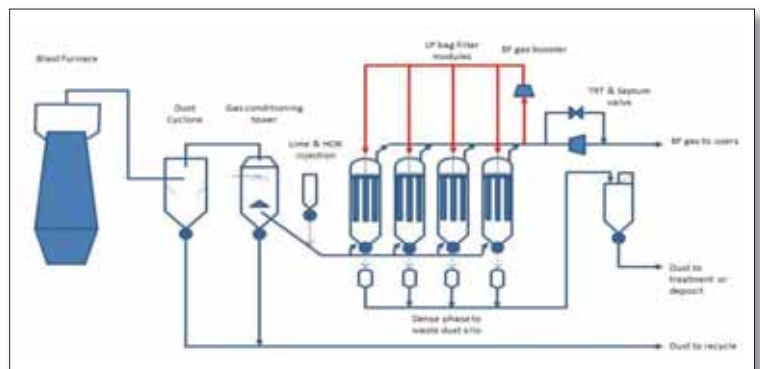 Blast Furnace
Dust
Cyclone
Gas conditioning
tower
Lime & HOK
injection
LP bag filter
modules
BF gas booster
TRT & Septum
valve
BF gas to users
Dust to
treatment or
deposit
Dense phase to
waste dust silo
Dust to recycle